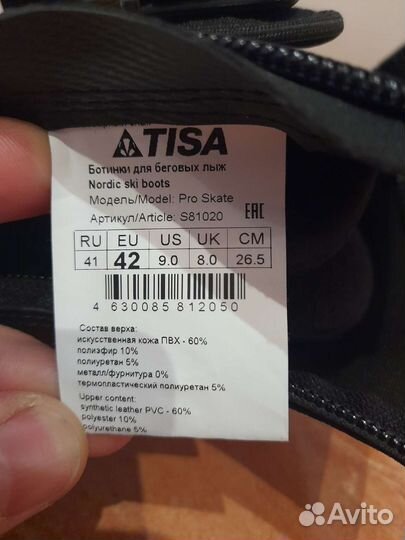 TISA
Ботинки для беговых лыж
Nordic ski boots
Модель/Model: Pro Skate
Артикул/Article: S81020
EAC
RU EU US UK CM
41 42 9.0 8.0 26.5
4 630085 812050
Состав верха:
искусственная кожа ПВХ - 60%
полиэфир 10%
полиуретан 5%
металл/фурнитура 0%
термопластический полиуретан 5%
Upper content:
synthetic leather PVC - 60%
polyester 10%
polyurethane 5%
Avito